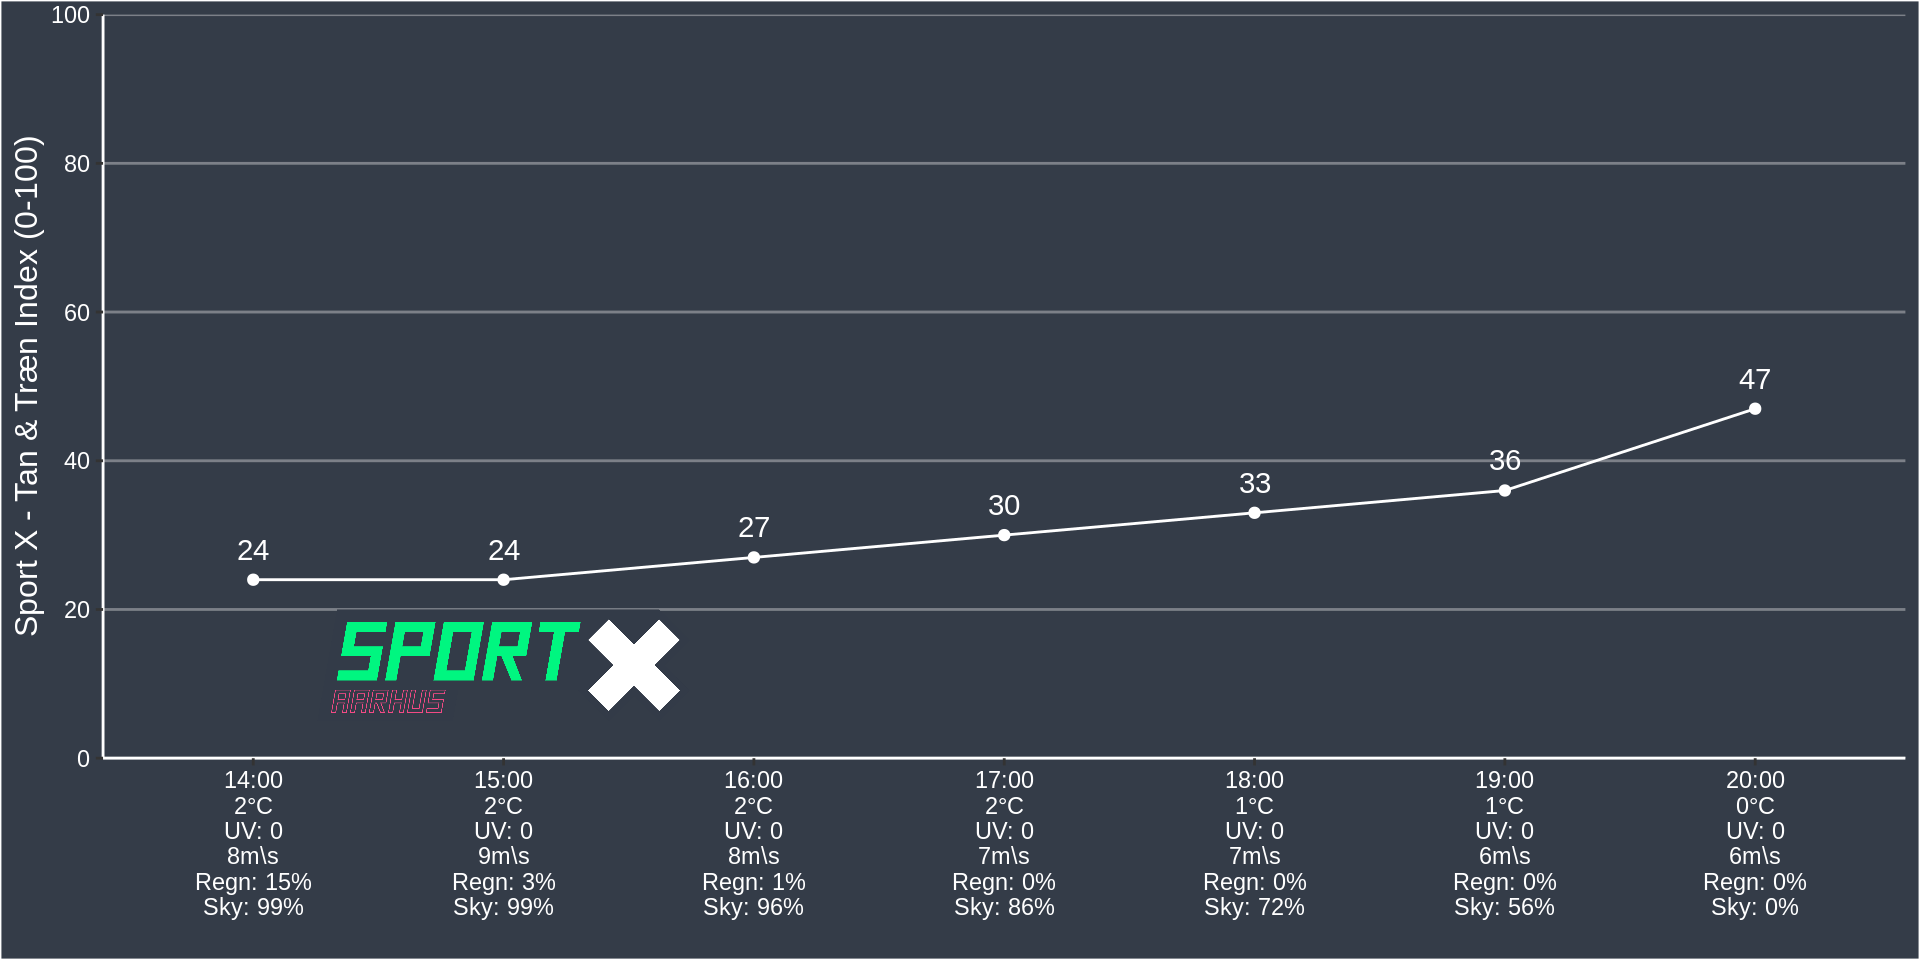 Sport X - Tan & Træn Index (0-100)
100
80
60
40
20
0
24
24
27
30
33
36
47
SPORT X
AARHUS
14:00 15:00 16:00 17:00 18:00 19:00 20:00
2°C 2°C 2°C 2°C 1°C 1°C 0°C
UV: 0 UV: 0 UV: 0 UV: 0 UV: 0 UV: 0 UV: 0
8m\s 9m\s 8m\s 7m\s 7m\s 6m\s 6m\s
Regn: 15% Regn: 3% Regn: 1% Regn: 0% Regn: 0% Regn: 0% Regn: 0%
Sky: 99% Sky: 99% Sky: 96% Sky: 86% Sky: 72% Sky: 56% Sky: 0%